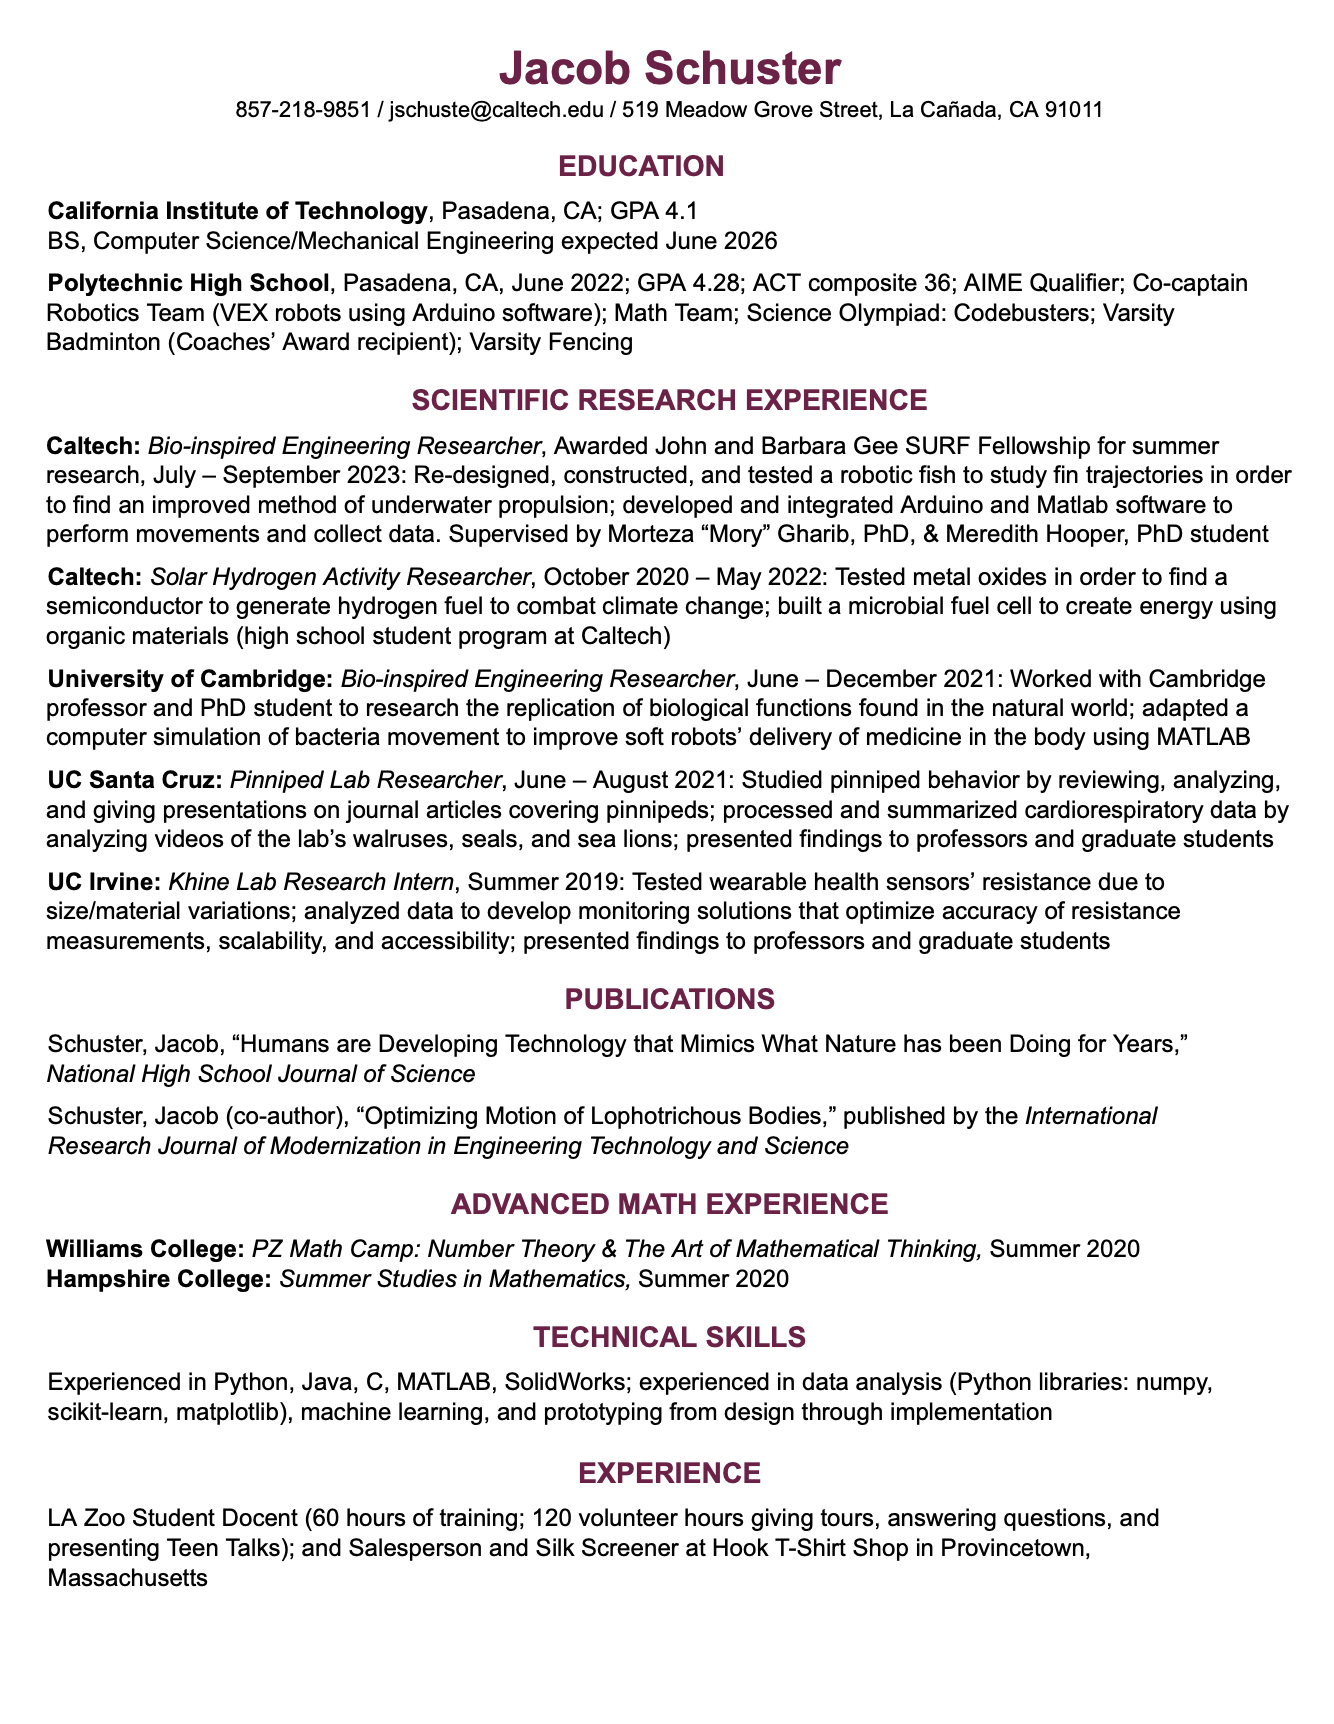 Jacob Schuster
857-218-9851 / jschuste@caltech.edu / 519 Meadow Grove Street, La Cañada, CA 91011
EDUCATION
California Institute of Technology, Pasadena, CA; GPA 4.1
BS, Computer Science/Mechanical Engineering expected June 2026
Polytechnic High School, Pasadena, CA, June 2022; GPA 4.28; ACT composite 36; AIME Qualifier; Co-captain
Robotics Team (VEX robots using Arduino software); Math Team; Science Olympiad: Codebusters; Varsity
Badminton (Coaches’ Award recipient); Varsity Fencing
SCIENTIFIC RESEARCH EXPERIENCE
Caltech: Bio-inspired Engineering Researcher, Awarded John and Barbara Gee SURF Fellowship for summer
research, July – September 2023: Re-designed, constructed, and tested a robotic fish to study fin trajectories in order
to find an improved method of underwater propulsion; developed and integrated Arduino and Matlab software to
perform movements and collect data. Supervised by Morteza “Mory” Gharib, PhD, & Meredith Hooper, PhD student
Caltech: Solar Hydrogen Activity Researcher, October 2020 – May 2022: Tested metal oxides in order to find a
semiconductor to generate hydrogen fuel to combat climate change; built a microbial fuel cell to create energy using
organic materials (high school student program at Caltech)
University of Cambridge: Bio-inspired Engineering Researcher, June – December 2021: Worked with Cambridge
professor and PhD student to research the replication of biological functions found in the natural world; adapted a
computer simulation of bacteria movement to improve soft robots’ delivery of medicine in the body using MATLAB
UC Santa Cruz: Pinniped Lab Researcher, June – August 2021: Studied pinniped behavior by reviewing, analyzing,
and giving presentations on journal articles covering pinnipeds; processed and summarized cardiorespiratory data by
analyzing videos of the lab’s walruses, seals, and sea lions; presented findings to professors and graduate students
UC Irvine: Khine Lab Research Intern, Summer 2019: Tested wearable health sensors’ resistance due to
size/material variations; analyzed data to develop monitoring solutions that optimize accuracy of resistance
measurements, scalability, and accessibility; presented findings to professors and graduate students
PUBLICATIONS
Schuster, Jacob, “Humans are Developing Technology that Mimics What Nature has been Doing for Years,”
National High School Journal of Science
Schuster, Jacob (co-author), “Optimizing Motion of Lophotrichous Bodies,” published by the International
Research Journal of Modernization in Engineering Technology and Science
ADVANCED MATH EXPERIENCE
Williams College: PZ Math Camp: Number Theory & The Art of Mathematical Thinking, Summer 2020
Hampshire College: Summer Studies in Mathematics, Summer 2020
TECHNICAL SKILLS
Experienced in Python, Java, C, MATLAB, SolidWorks; experienced in data analysis (Python libraries: numpy,
scikit-learn, matplotlib), machine learning, and prototyping from design through implementation
EXPERIENCE
LA Zoo Student Docent (60 hours of training; 120 volunteer hours giving tours, answering questions, and
presenting Teen Talks); and Salesperson and Silk Screener at Hook T-Shirt Shop in Provincetown,
Massachusetts